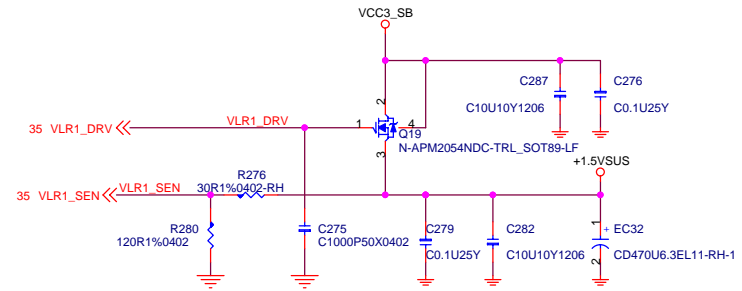 VCC3_SB
C287
C276
C10U10Y1206
C0.1U25Y
2
1
4
3
Q19
N-APM2054NDC-TRL_SOT89-LF
35 VLR1_DRV
VLR1_DRV
+1.5VSUS
R276
30R1%0402-RH
35 VLR1_SEN
VLR1_SEN
R280
120R1%0402
C275
C1000P50X0402
C279
C0.1U25Y
C282
C10U10Y1206
1
+
EC32
2
CD470U6.3EL11-RH-1